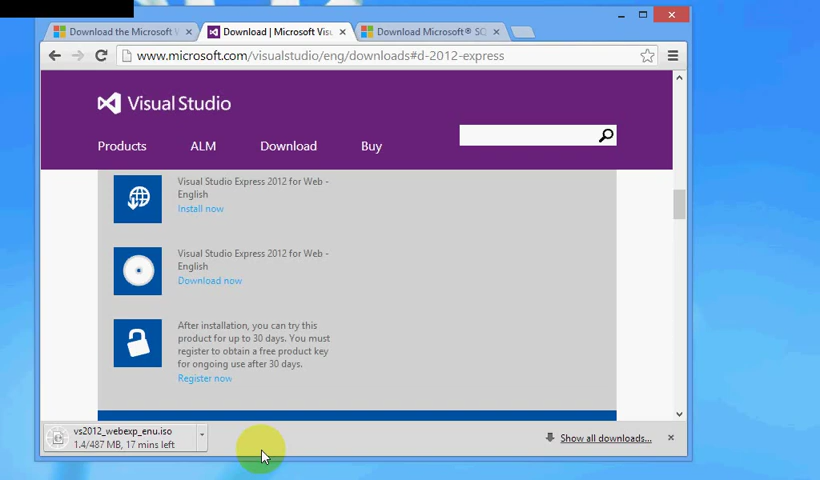 Download the Microsoft W
Download | Microsoft Visu
Download Microsoft® SQ
www.microsoft.com/visualstudio/eng/downloads#d-2012-express
Visual Studio
Products ALM Download Buy
Visual Studio Express 2012 for Web -
English
Install now
Visual Studio Express 2012 for Web -
English
Download now
After installation, you can try this
product for up to 30 days. You must
register to obtain a free product key
for ongoing use after 30 days.
Register now
vs2012_webexp_enu.iso
1.4/487 MB, 17 mins left
Show all downloads...